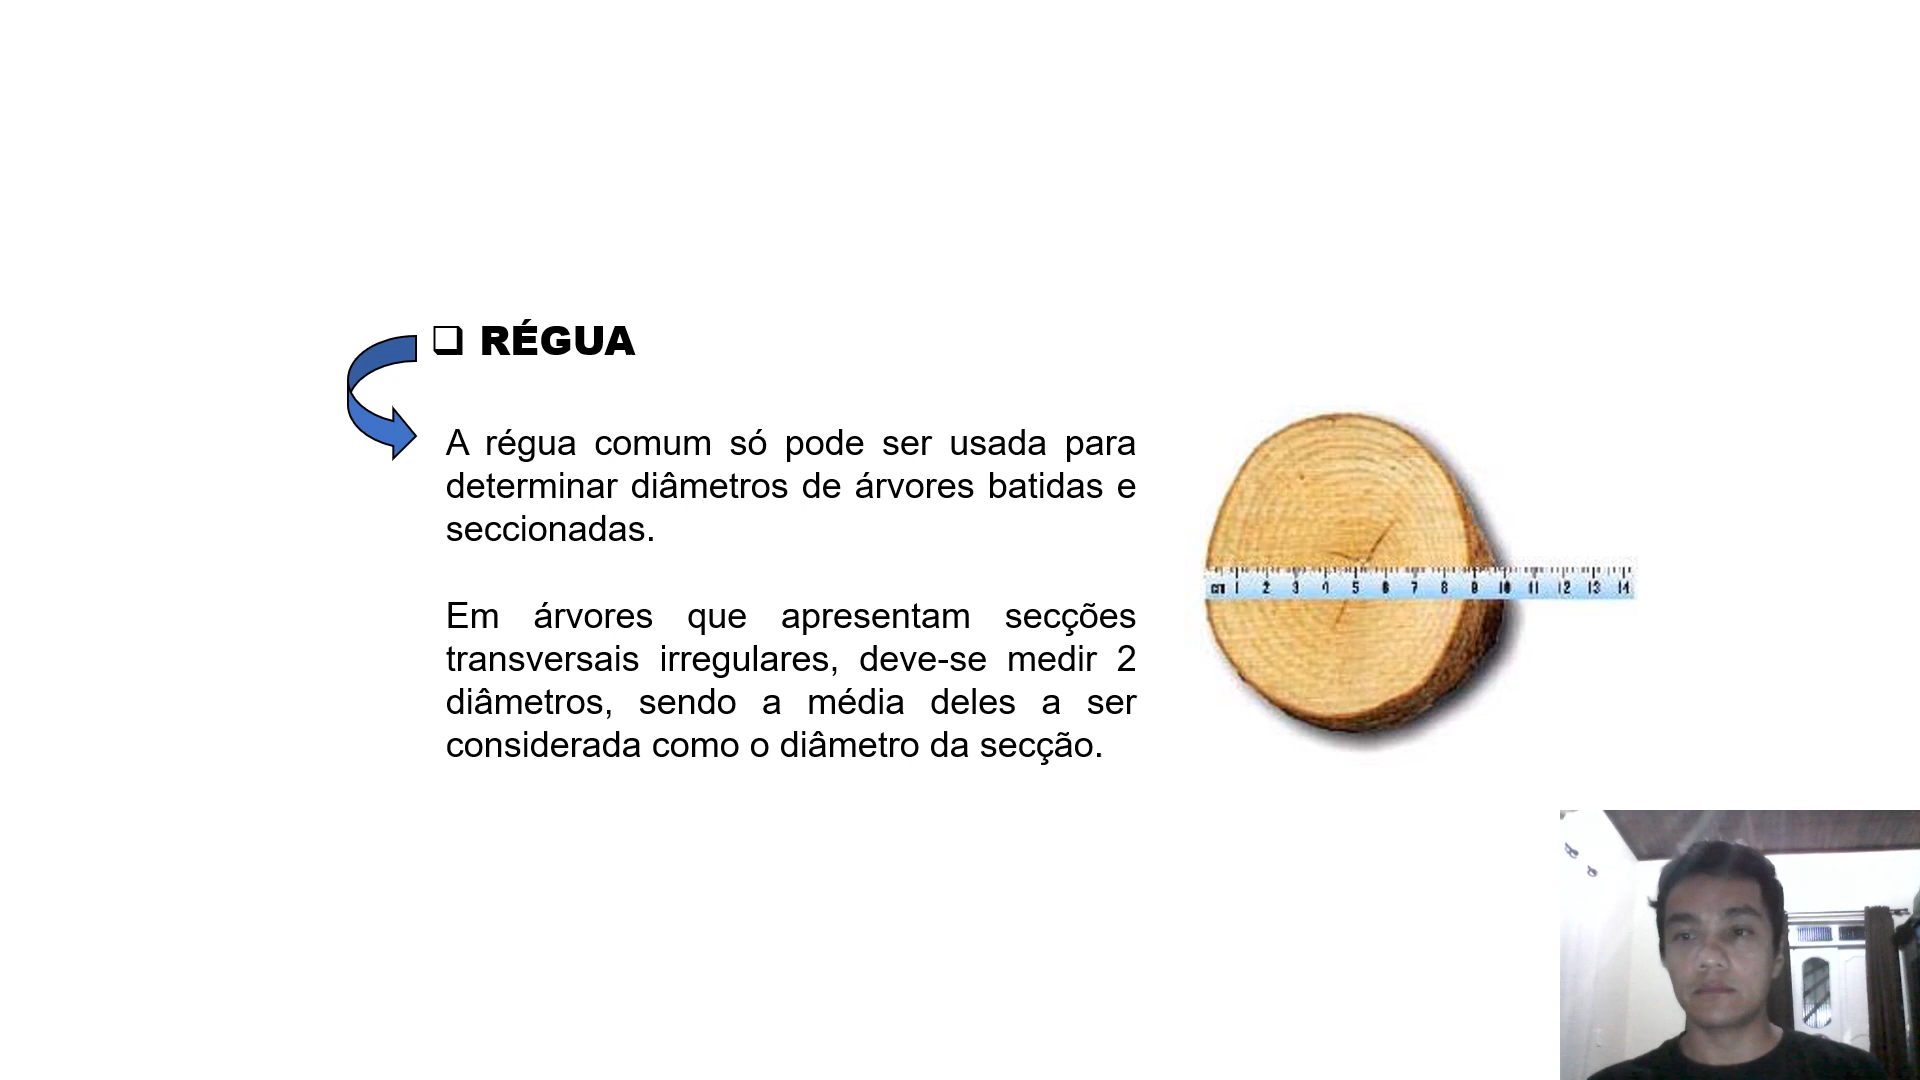 RÉGUA
A régua comum só pode ser usada para
determinar diâmetros de árvores batidas e
seccionadas.
Em árvores que apresentam secções
transversais irregulares, deve-se medir 2
diâmetros, sendo a média deles a ser
considerada como o diâmetro da secção.
cm 1 2 3 4 5 6 7 8 9 10 11 12 13 14